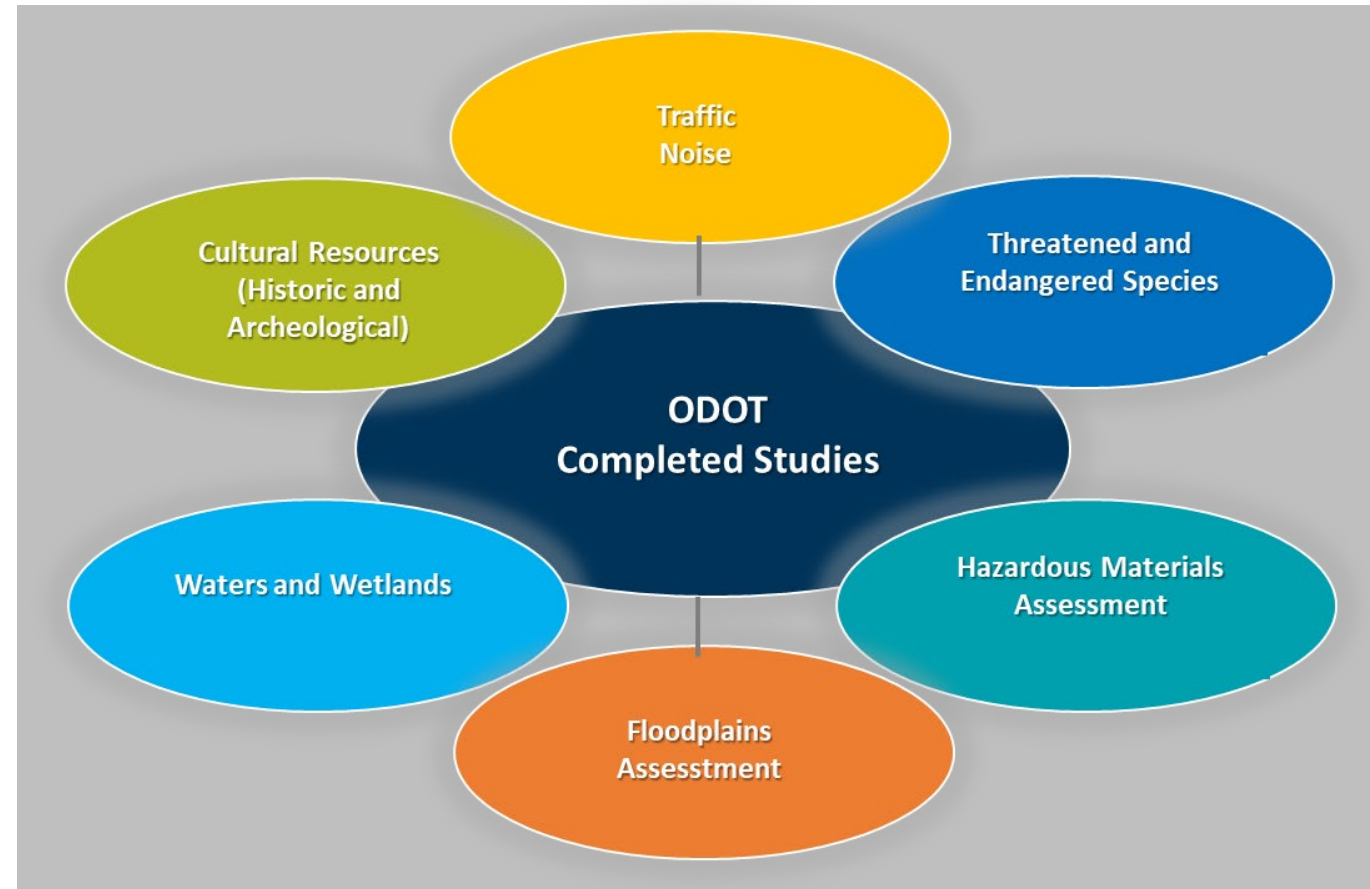 Traffic
Noise
Cultural Resources
(Historic and
Archeological)
Threatened and
Endangered Species
ODOT
Completed Studies
Waters and Wetlands
Hazardous Materials
Assessment
Floodplains
Assesstment